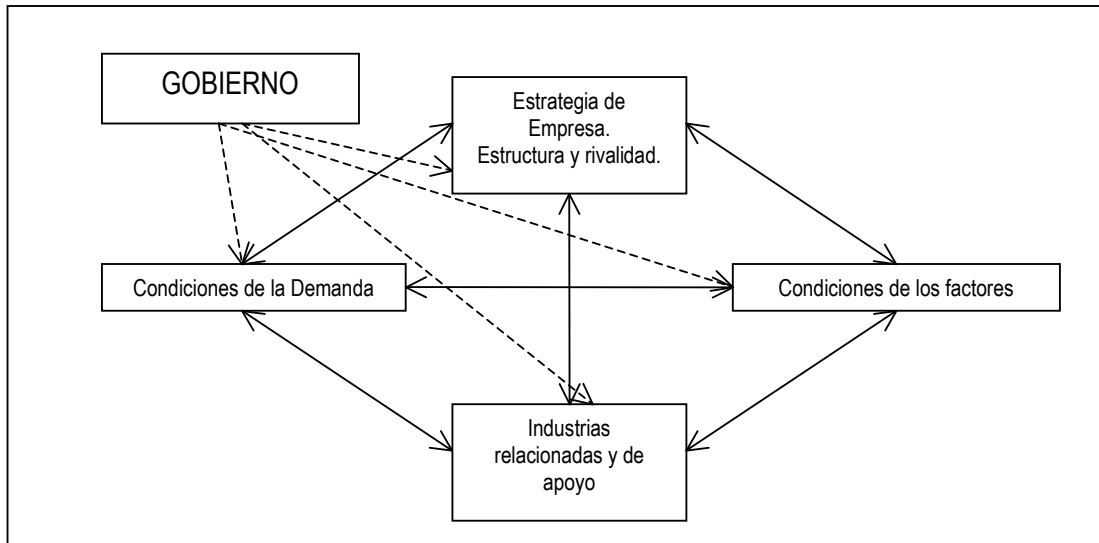 GOBIERNO
Estrategia de
Empresa.
Estructura y rivalidad.
Condiciones de la Demanda
Condiciones de los factores
Industrias
relacionadas y de
apoyo